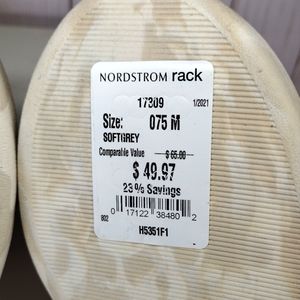 NORDSTROM rack
17309 1/2021
Size: 075 M
SOFTGREY
Comparable Value $ 65.00
$ 49.97
23% Savings
0 17122 38480 2
802
H5351F1